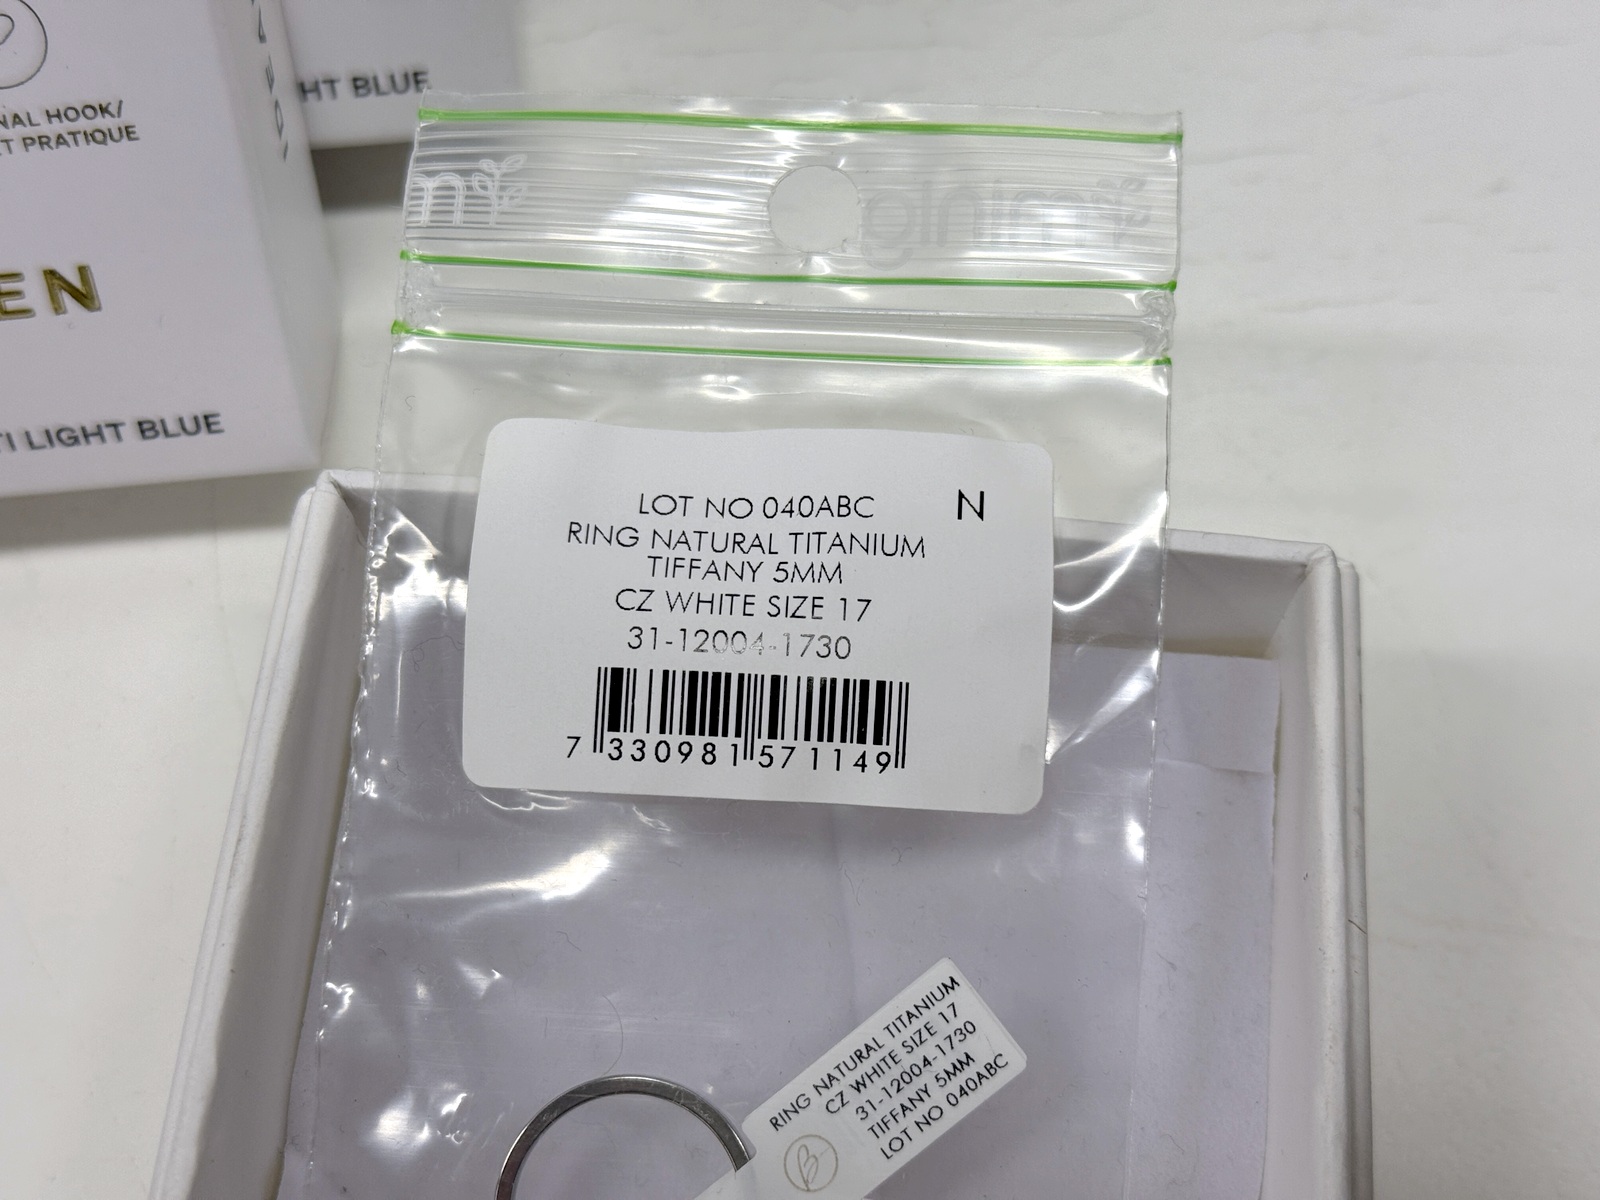 NAL HOOK/
T PRATIQUE
EN
TI LIGHT BLUE
HT BLUE
minigrip
LOT NO 040ABC N
RING NATURAL TITANIUM
TIFFANY 5MM
CZ WHITE SIZE 17
31-12004-1730
7 330981 571149
RING NATURAL TITANIUM
CZ WHITE SIZE 17
31-12004-1730
TIFFANY 5MM
LOT NO 040ABC